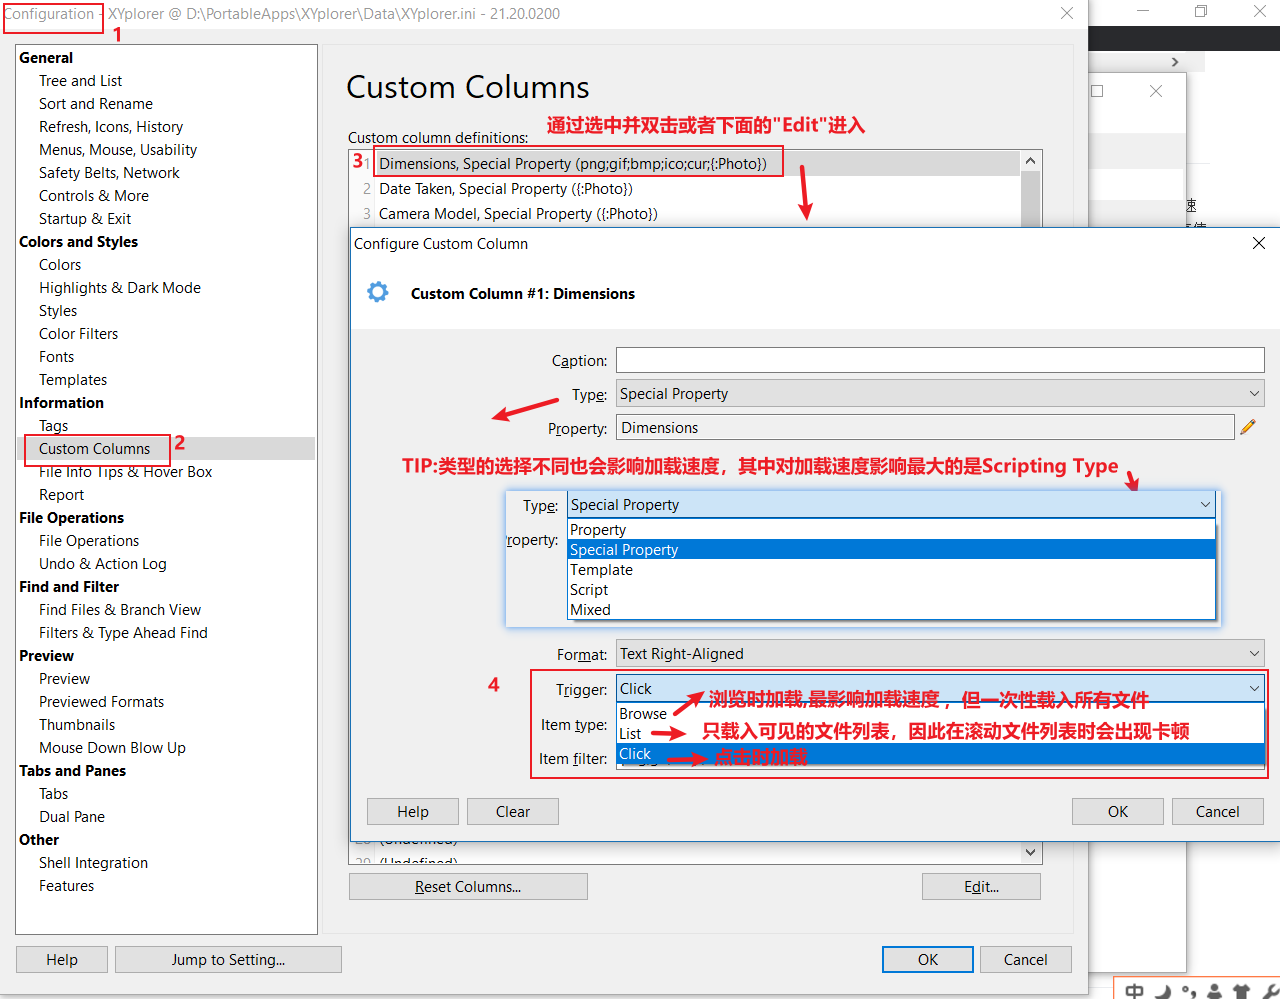 Configuration - XYplorer @ D:\PortableApps\XYplorer\Data\XYplorer.ini - 21.20.0200
1
General
Tree and List
Sort and Rename
Refresh, Icons, History
Menus, Mouse, Usability
Safety Belts, Network
Controls & More
Startup & Exit
Colors and Styles
Colors
Highlights & Dark Mode
Styles
Color Filters
Fonts
Templates
Information
Tags
Custom Columns
2
File Info Tips & Hover Box
Report
File Operations
File Operations
Undo & Action Log
Find and Filter
Find Files & Branch View
Filters & Type Ahead Find
Preview
Preview
Previewed Formats
Thumbnails
Mouse Down Blow Up
Tabs and Panes
Tabs
Dual Pane
Other
Shell Integration
Features
Custom Columns
通过选中并双击或者下面的"Edit"进入
Custom column definitions:
3
1 Dimensions, Special Property (png;gif;bmp;ico;cur;{:Photo})
2 Date Taken, Special Property ({:Photo})
3 Camera Model, Special Property ({:Photo})
速
Configure Custom Column
Custom Column #1: Dimensions
Caption:
Type: Special Property
Property: Dimensions
TIP:类型的选择不同也会影响加载速度，其中对加载速度影响最大的是Scripting Type
Type: Special Property
roperty:
Property
Special Property
Template
Script
Mixed
Format: Text Right-Aligned
4
Trigger: Click
Browse 浏览时加载,最影响加载速度，但一次性载入所有文件
Item type:
List 只载入可见的文件列表，因此在滚动文件列表时会出现卡顿
Item filter:
Click 点击时加载
Help
Clear
OK
Cancel
(Undefined)
29 (Undefined)
Reset Columns...
Edit...
Help
Jump to Setting...
OK
Cancel
中